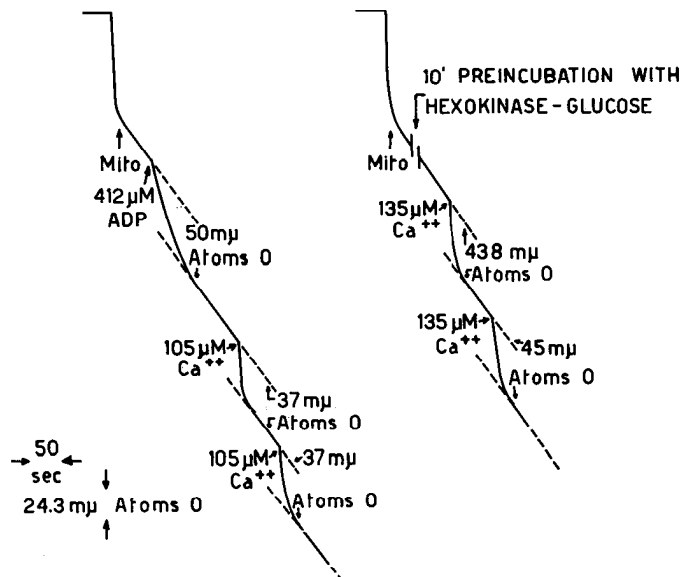 Mito
412 µM
ADP
50 mµ
Atoms O
105 µM
Ca++
37 mµ
Atoms O
105 µM
Ca++
37 mµ
Atoms O
50
sec
24.3 mµ Atoms O
10' PREINCUBATION WITH
HEXOKINASE-GLUCOSE
Mito
135 µM
Ca++
438 mµ
Atoms O
135 µM
Ca++
45 mµ
Atoms O